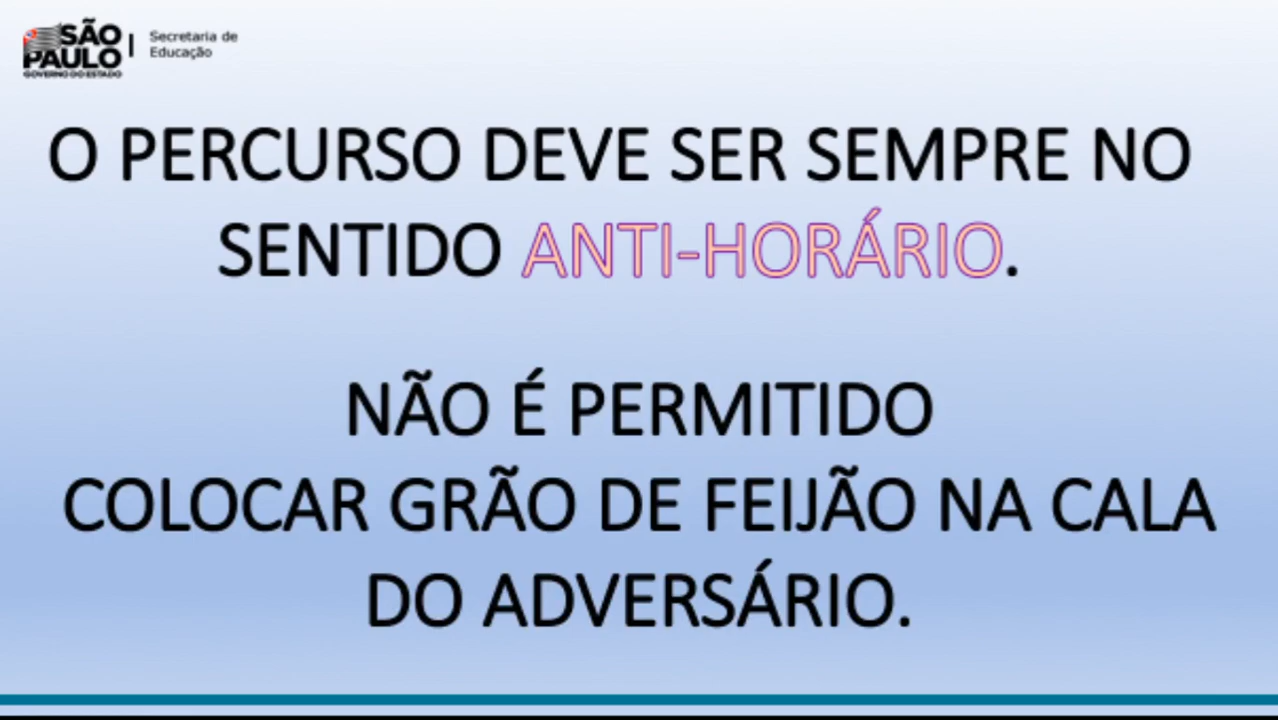 SÃO
PAULO
GOVERNO DO ESTADO
Secretaria de
Educação
O PERCURSO DEVE SER SEMPRE NO
SENTIDO ANTI-HORÁRIO.
NÃO É PERMITIDO
COLOCAR GRÃO DE FEIJÃO NA CALA
DO ADVERSÁRIO.